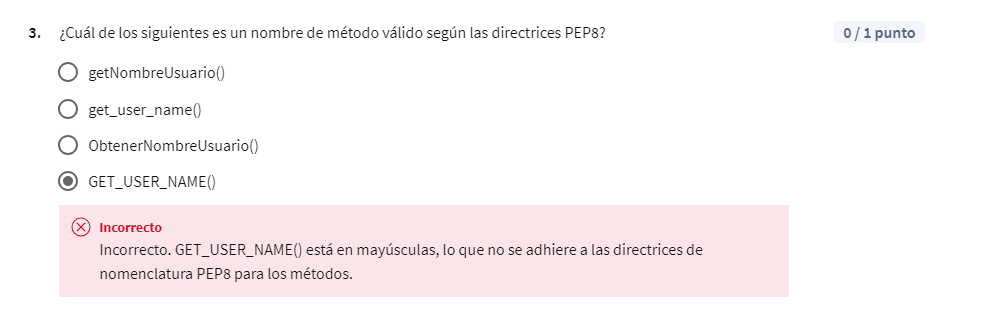 3. ¿Cuál de los siguientes es un nombre de método válido según las directrices PEP8?
0 / 1 punto
getNombreUsuario()
get_user_name()
ObtenerNombreUsuario()
GET_USER_NAME()
Incorrecto
Incorrecto. GET_USER_NAME() está en mayúsculas, lo que no se adhiere a las directrices de
nomenclatura PEP8 para los métodos.